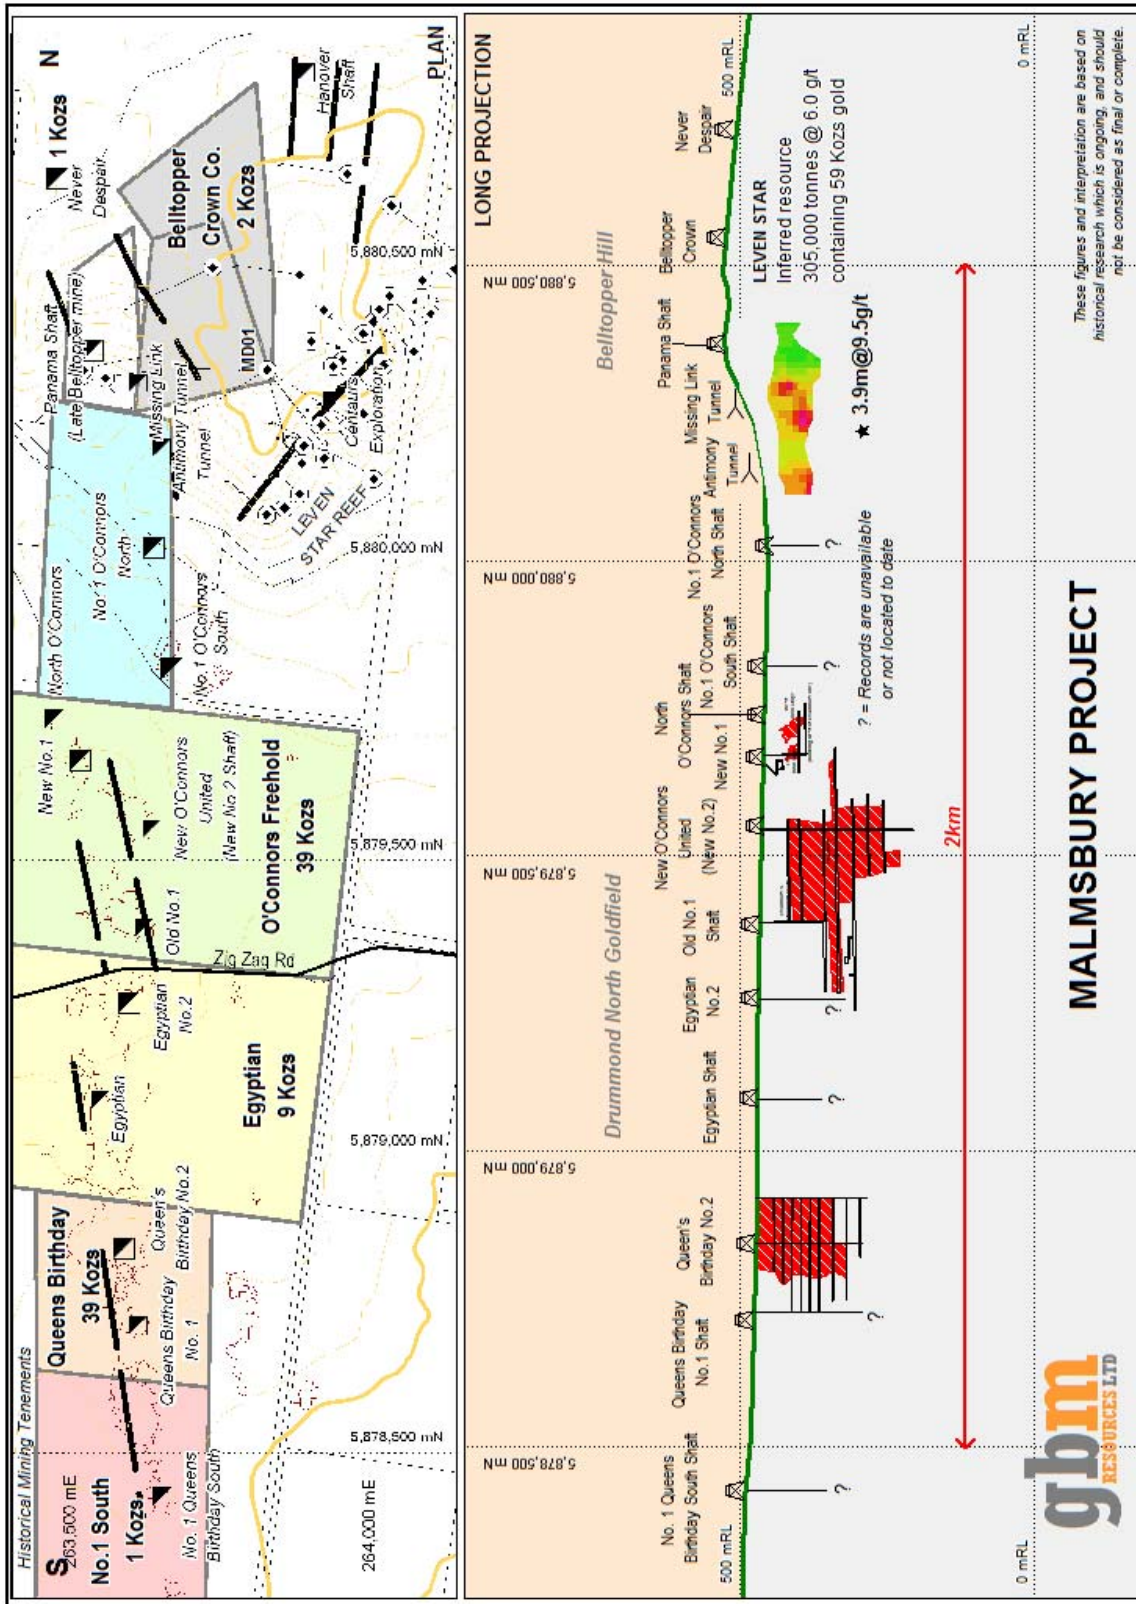 Historical Mining Tenements
S
263,500 mE
No.1 South
1 Kozs
No. 1 Queens
Birthday South
264,000 mE
5,878,500 mN
Queens Birthday
39 Kozs
Queens Birthday
No. 1
Queen's
Birthday No.2
5,879,000 mN
Egyptian
Egyptian
No.2
Egyptian
9 Kozs
Zig Zag Rd
Old No.1
New No.1
New O'Connors
United
(New No.2 Shaft)
O'Connors Freehold
39 Kozs
5,879,500 mN
North O'Connors
No.1 O'Connors
North
No.1 O'Connors
South
5,880,000 mN
Panama Shaft
(Late Belltopper mine)
Missing Link
Antimony Tunnel
Tunnel
LEVEN
STAR REEF
MD01
Centaurs
Exploration
Never
Despair
1 Kozs
N
Belltopper
Crown Co.
2 Kozs
5,880,500 mN
Hanover
Shaft
PLAN
LONG PROJECTION
Drummond North Goldfield
Belltopper Hill
5,878,500 mN
5,879,000 mN
5,879,500 mN
5,880,000 mN
5,880,500 mN
500 mRL
No. 1 Queens
Birthday South Shaft
Queens Birthday
No.1 Shaft
Queen's
Birthday No.2
Egyptian Shaft
Egyptian
No.2
Old No.1
Shaft
New O'Connors
United
(New No.2)
New No.1
North
O'Connors Shaft
No.1 O'Connors
South Shaft
No.1 O'Connors
North Shaft
Antimony
Tunnel
Missing Link
Tunnel
Panama Shaft
Belltopper
Crown
Never
Despair
500 mRL
?
?
?
?
?
?
LEVEN STAR
Inferred resource
305,000 tonnes @ 6.0 g/t
containing 59 Kozs gold
★ 3.9m@9.5g/t
? = Records are unavailable
or not located to date
2km
0 mRL
0 mRL
MALMSBURY PROJECT
gbm
RESOURCES LTD
These figures and interpretation are based on
historical research which is ongoing, and should
not be considered as final or complete.